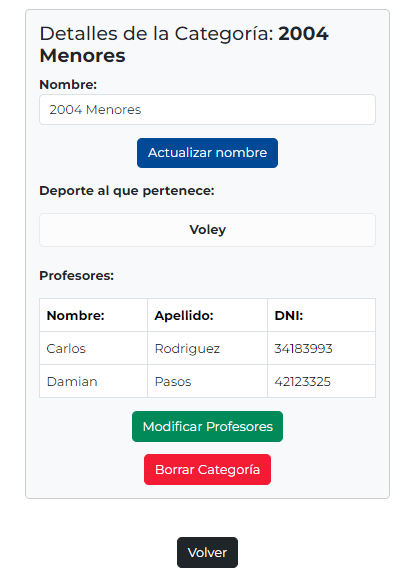 Detalles de la Categoría: 2004
Menores
Nombre:
2004 Menores
Actualizar nombre
Deporte al que pertenece:
Voley
Profesores:
Nombre: Apellido: DNI:
Carlos Rodriguez 34183993
Damian Pasos 42123325
Modificar Profesores
Borrar Categoría
Volver